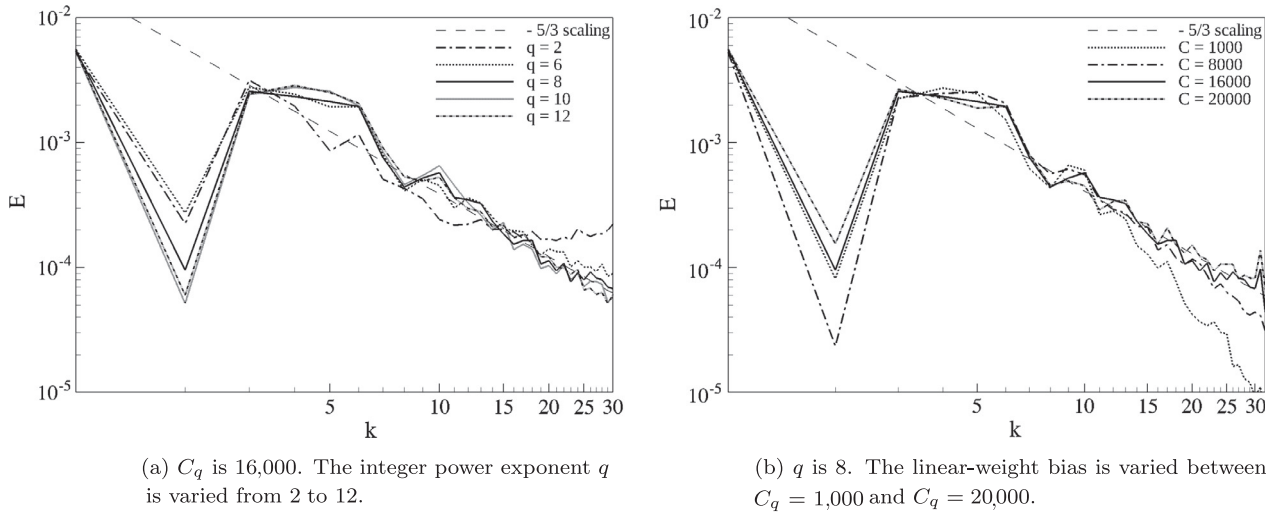 10^-2
10^-3
10^-4
10^-5
E
- 5/3 scaling
q = 2
q = 6
q = 8
q = 10
q = 12
5 10 15 20 25 30
k
(a) C_q is 16,000. The integer power exponent q
is varied from 2 to 12.
10^-2
10^-3
10^-4
10^-5
E
- 5/3 scaling
C = 1000
C = 8000
C = 16000
C = 20000
5 10 15 20 25 30
k
(b) q is 8. The linear-weight bias is varied between
C_q = 1,000 and C_q = 20,000.